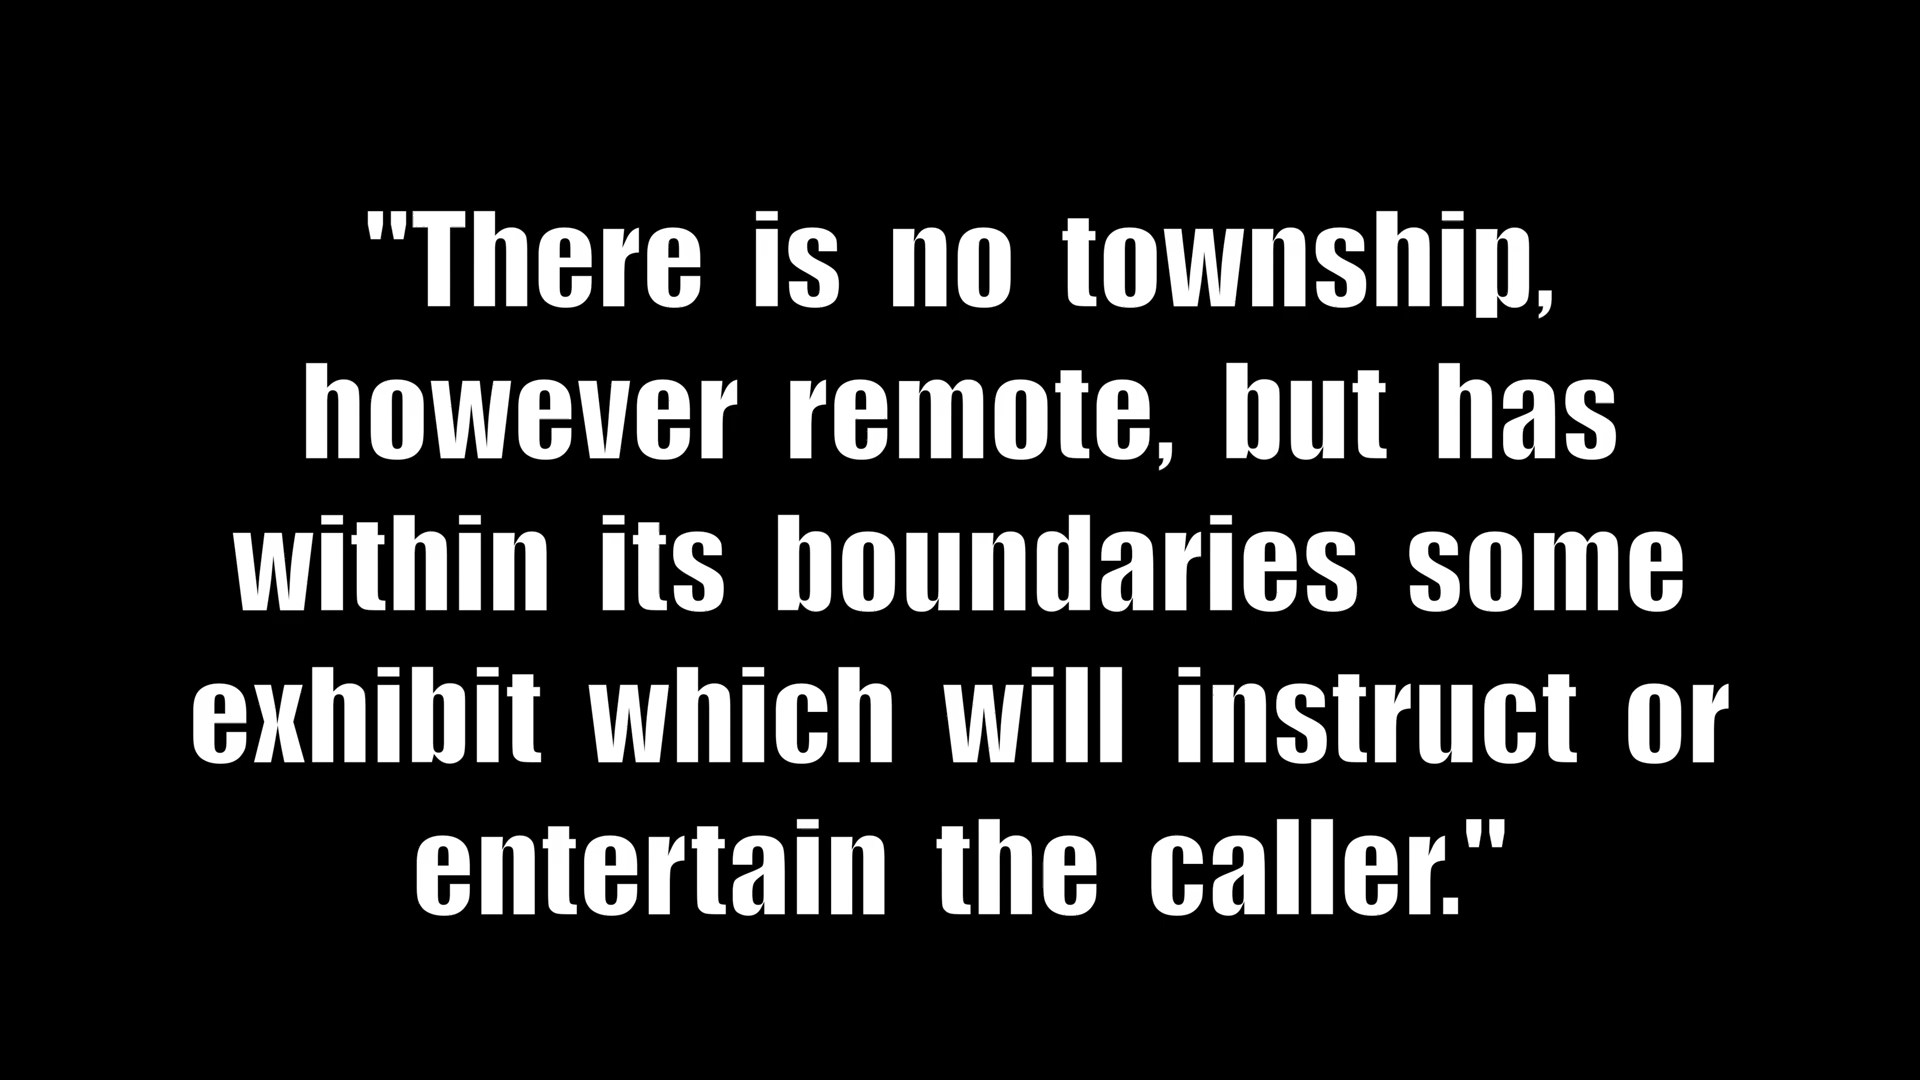 "There is no township,
however remote, but has
within its boundaries some
exhibit which will instruct or
entertain the caller."